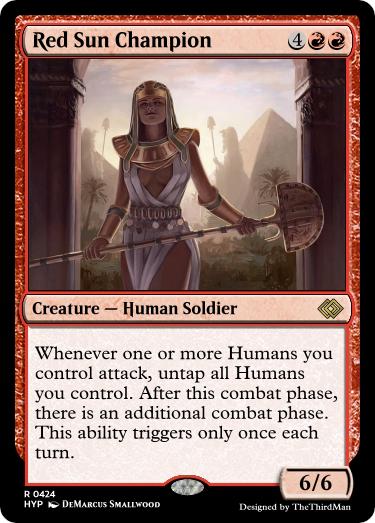 Red Sun Champion 4
Creature — Human Soldier
Whenever one or more Humans you
control attack, untap all Humans
you control. After this combat phase,
there is an additional combat phase.
This ability triggers only once each
turn.
6/6
R 0424
HYP DeMarcus Smallwood
Designed by TheThirdMan